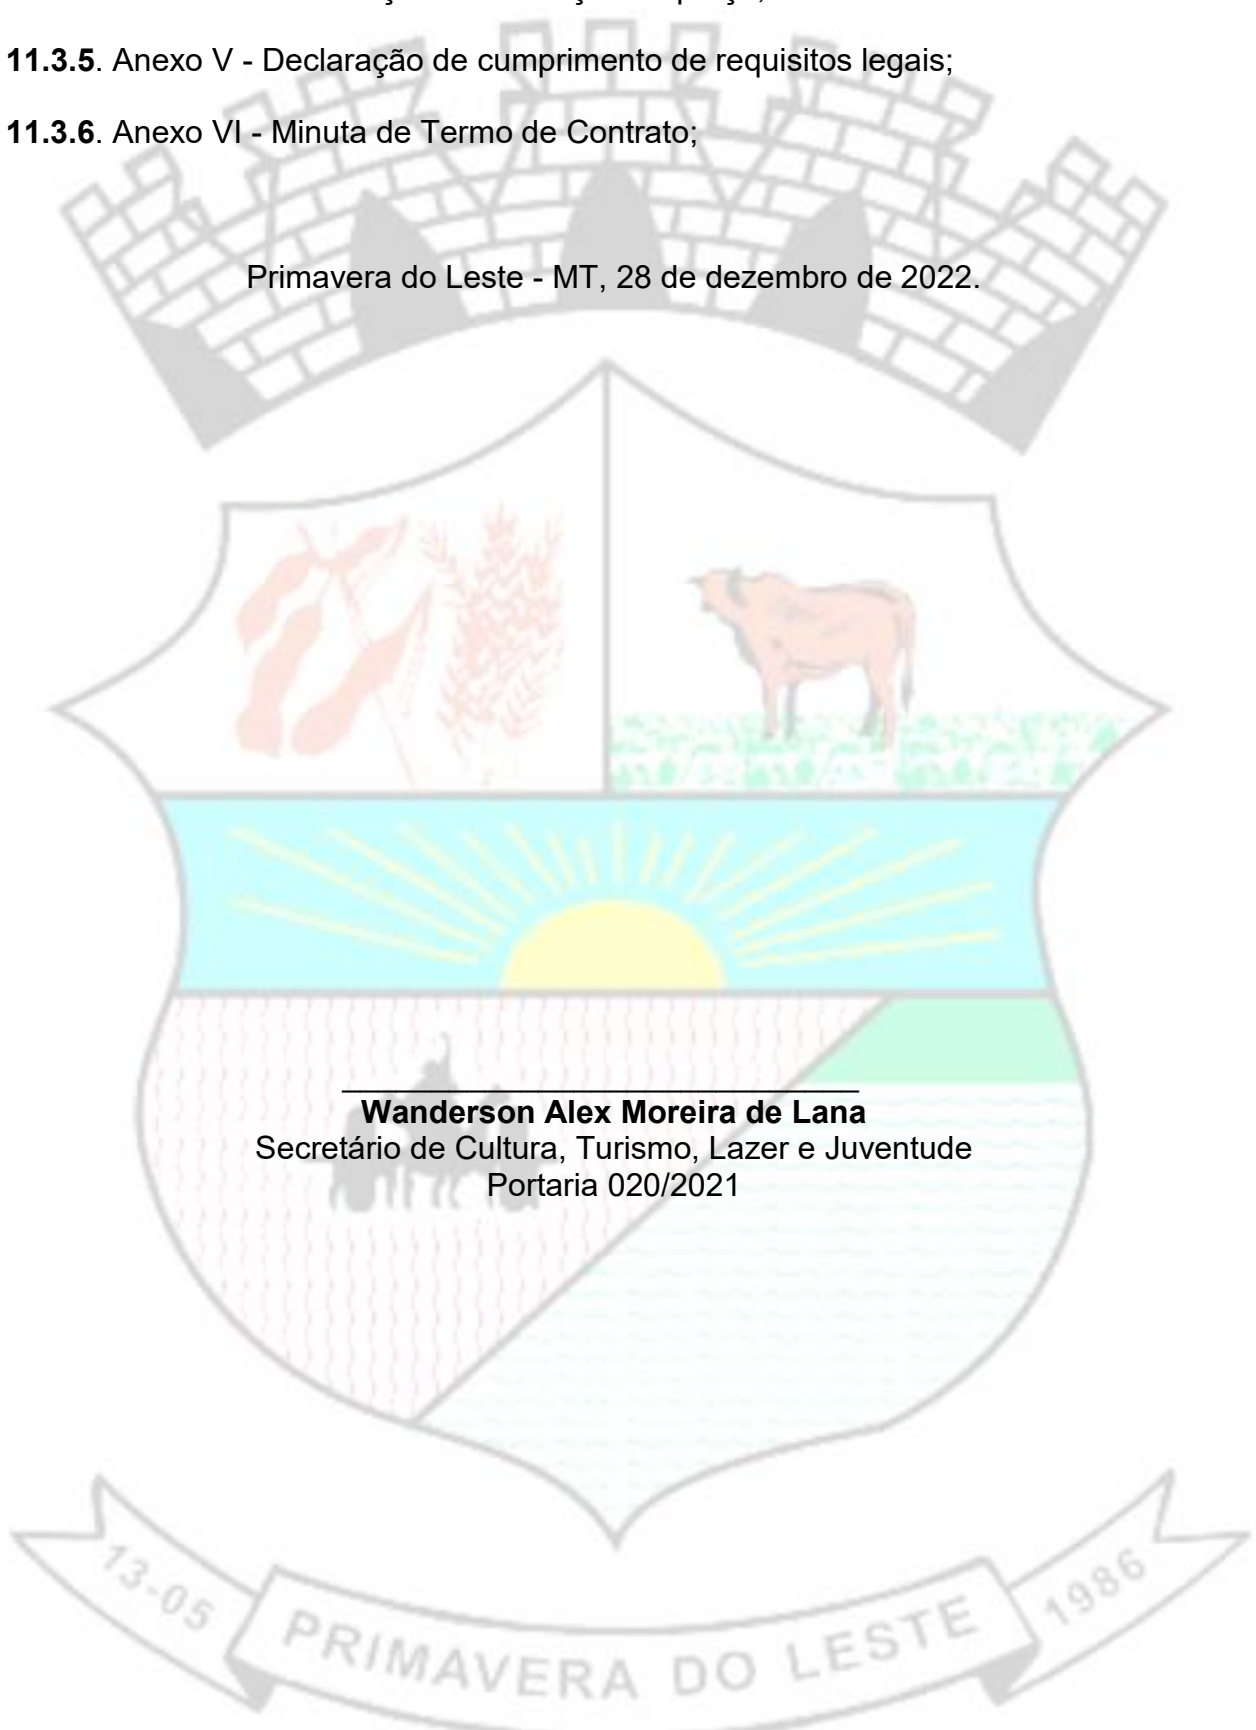 11.3.5. Anexo V - Declaração de cumprimento de requisitos legais;
11.3.6. Anexo VI - Minuta de Termo de Contrato;
Primavera do Leste - MT, 28 de dezembro de 2022.
Wanderson Alex Moreira de Lana
Secretário de Cultura, Turismo, Lazer e Juventude
Portaria 020/2021
13-05
PRIMAVERA DO LESTE
1986